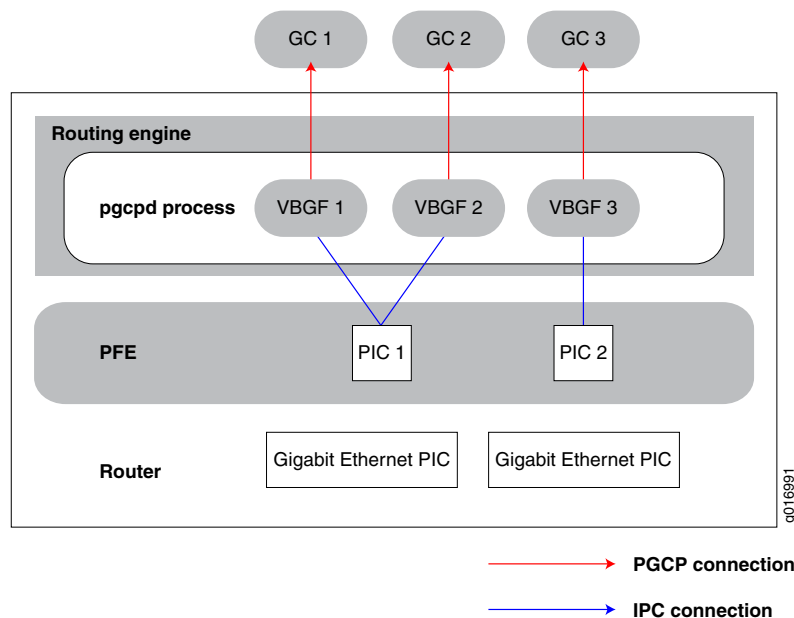 GC 1
GC 2
GC 3
Routing engine
pgcpd process
VBGF 1
VBGF 2
VBGF 3
PFE
PIC 1
PIC 2
Router
Gigabit Ethernet PIC
Gigabit Ethernet PIC
g016991
PGCP connection
IPC connection